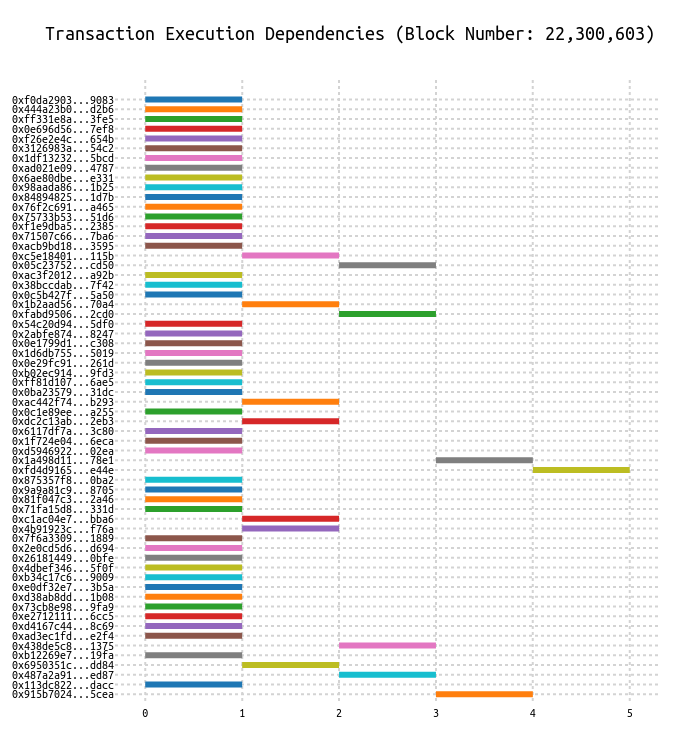 Transaction Execution Dependencies (Block Number: 22,300,603)
0xf0da2903...9083
0x444a23b0...d2b6
0xff331e8a...3fe5
0x0e696d56...7ef8
0xf26e2e4c...654b
0x3126983a...54c2
0x1df13232...5bcd
0xad021e09...4787
0x6ae80dbe...e331
0x98aada86...1b25
0x84894825...1d7b
0x76f2c691...a465
0x75733b53...51d6
0xf1e9dba5...2385
0x71507c66...7ba6
0xacb9bd18...3595
0xc5e18401...115b
0x05c23752...cd50
0xac3f2012...a92b
0x38bccdab...7f42
0x0c5b427f...5a50
0x1b2aad56...70a4
0xfabd9506...2cd0
0x54c20d94...5df0
0x2abfe874...8247
0x0e1799d1...c308
0x1d6db755...5019
0x0e29fc91...261d
0xb02ec914...9fd3
0xff81d107...6ae5
0x0ba23579...31dc
0xac442f74...b293
0x0c1e89ee...a255
0xdc2c13ab...2eb3
0x6117df7a...3c80
0x1f724e04...6eca
0xd5946922...02ea
0x1a498d11...78e1
0xfd4d9165...e44e
0x875357f8...0ba2
0x9a9a81c9...8705
0x81f047c3...2a46
0x71fa15d8...331d
0xc1ac04e7...bba6
0x4b91923c...f76a
0x7f6a3309...1889
0x2e0cd5d6...d694
0x26181449...0bfe
0x4dbef346...5f0f
0xb34c17c6...9009
0xe0df32e7...3b5a
0xd38ab8dd...1b08
0x73cb8e98...9fa9
0xe2712111...6cc5
0xd4167c44...8c69
0xad3ec1fd...e2f4
0x438de5c8...1375
0xb12269e7...19fa
0x6950351c...dd84
0x487a2a91...ed87
0x113dc822...dacc
0x915b7024...5cea
0 1 2 3 4 5